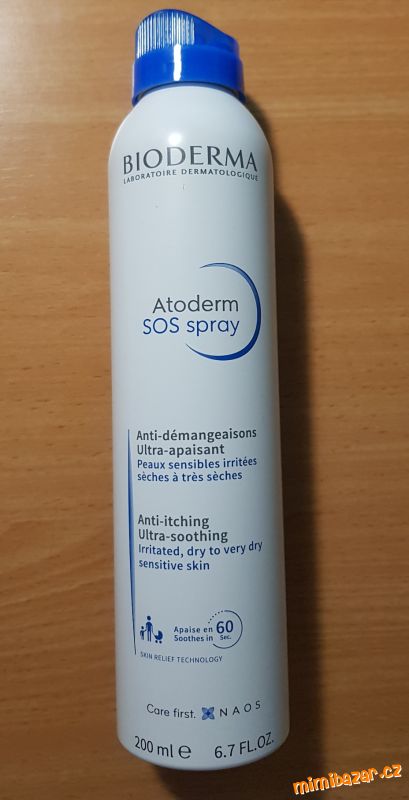 BIODERMA
LABORATOIRE DERMATOLOGIQUE
Atoderm
SOS spray
Anti-démangeaisons
Ultra-apaisant
Peaux sensibles irritées
sèches à très sèches
Anti-itching
Ultra-soothing
Irritated, dry to very dry
sensitive skin
Apaise en 60
Soothes in Sec.
SKIN RELIEF TECHNOLOGY
Care first. NAOS
200 ml e 6.7 FL.OZ.
mimibazar.cz